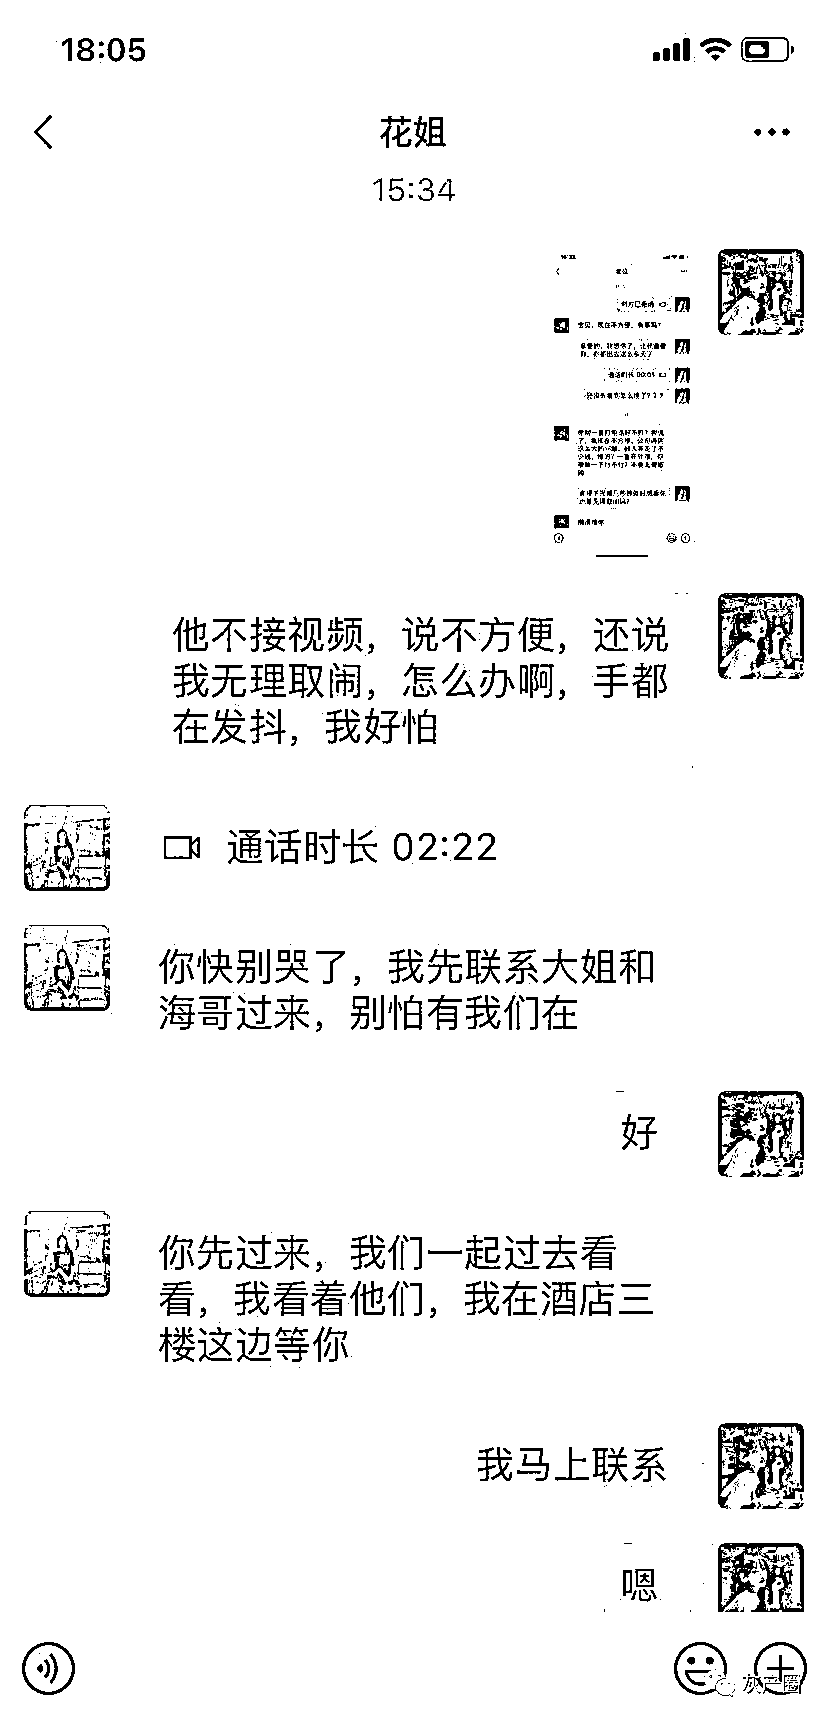 18:05
花姐
15:34
他不接视频，说不方便，还说
我无理取闹，怎么办啊，手都
在发抖，我好怕
通话时长 02:22
你快别哭了，我先联系大姐和
海哥过来，别怕有我们在
好
你先过来，我们一起过去看
看，我看着他们，我在酒店三
楼这边等你
我马上联系
嗯
灰产圈